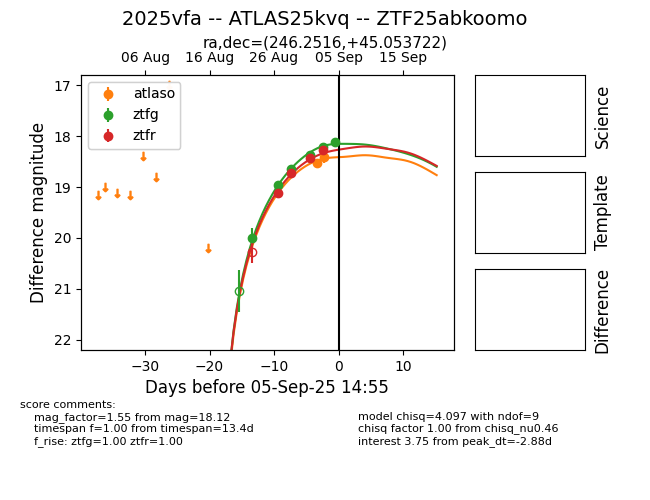 2025vfa -- ATLAS25kvq -- ZTF25abkoomo
ra,dec=(246.2516,+45.053722)
06 Aug 16 Aug 26 Aug 05 Sep 15 Sep
atlaso
ztfg
ztfr
17
18
19
20
21
22
Difference magnitude
−30 −20 −10 0 10
Days before 05-Sep-25 14:55
Science
Template
Difference
score comments:
mag_factor=1.55 from mag=18.12
timespan f=1.00 from timespan=13.4d
f_rise: ztfg=1.00 ztfr=1.00
model chisq=4.097 with ndof=9
chisq factor 1.00 from chisq_nu0.46
interest 3.75 from peak_dt=-2.88d